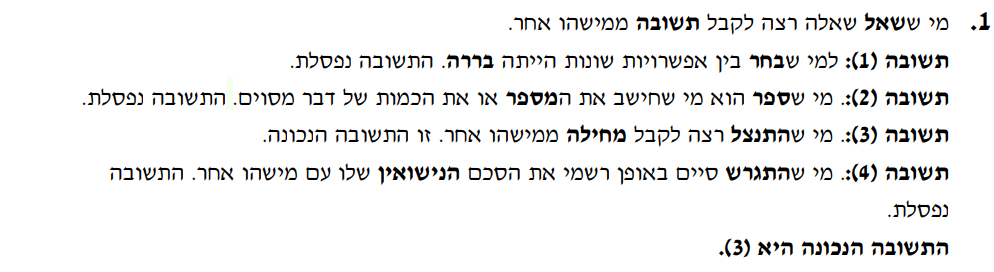 1. מי ששאל שאלה רצה לקבל תשובה ממישהו אחר.
תשובה (1): למי שבחר בין אפשרויות שונות הייתה בררה. התשובה נפסלת.
תשובה (2):. מי שספר הוא מי שחישב את המספר או את הכמות של דבר מסוים. התשובה נפסלת.
תשובה (3):. מי שהתנצל רצה לקבל מחילה ממישהו אחר. זו התשובה הנכונה.
תשובה (4):. מי שהתגרש סיים באופן רשמי את הסכם הנישואין שלו עם מישהו אחר. התשובה
נפסלת.
התשובה הנכונה היא (3).